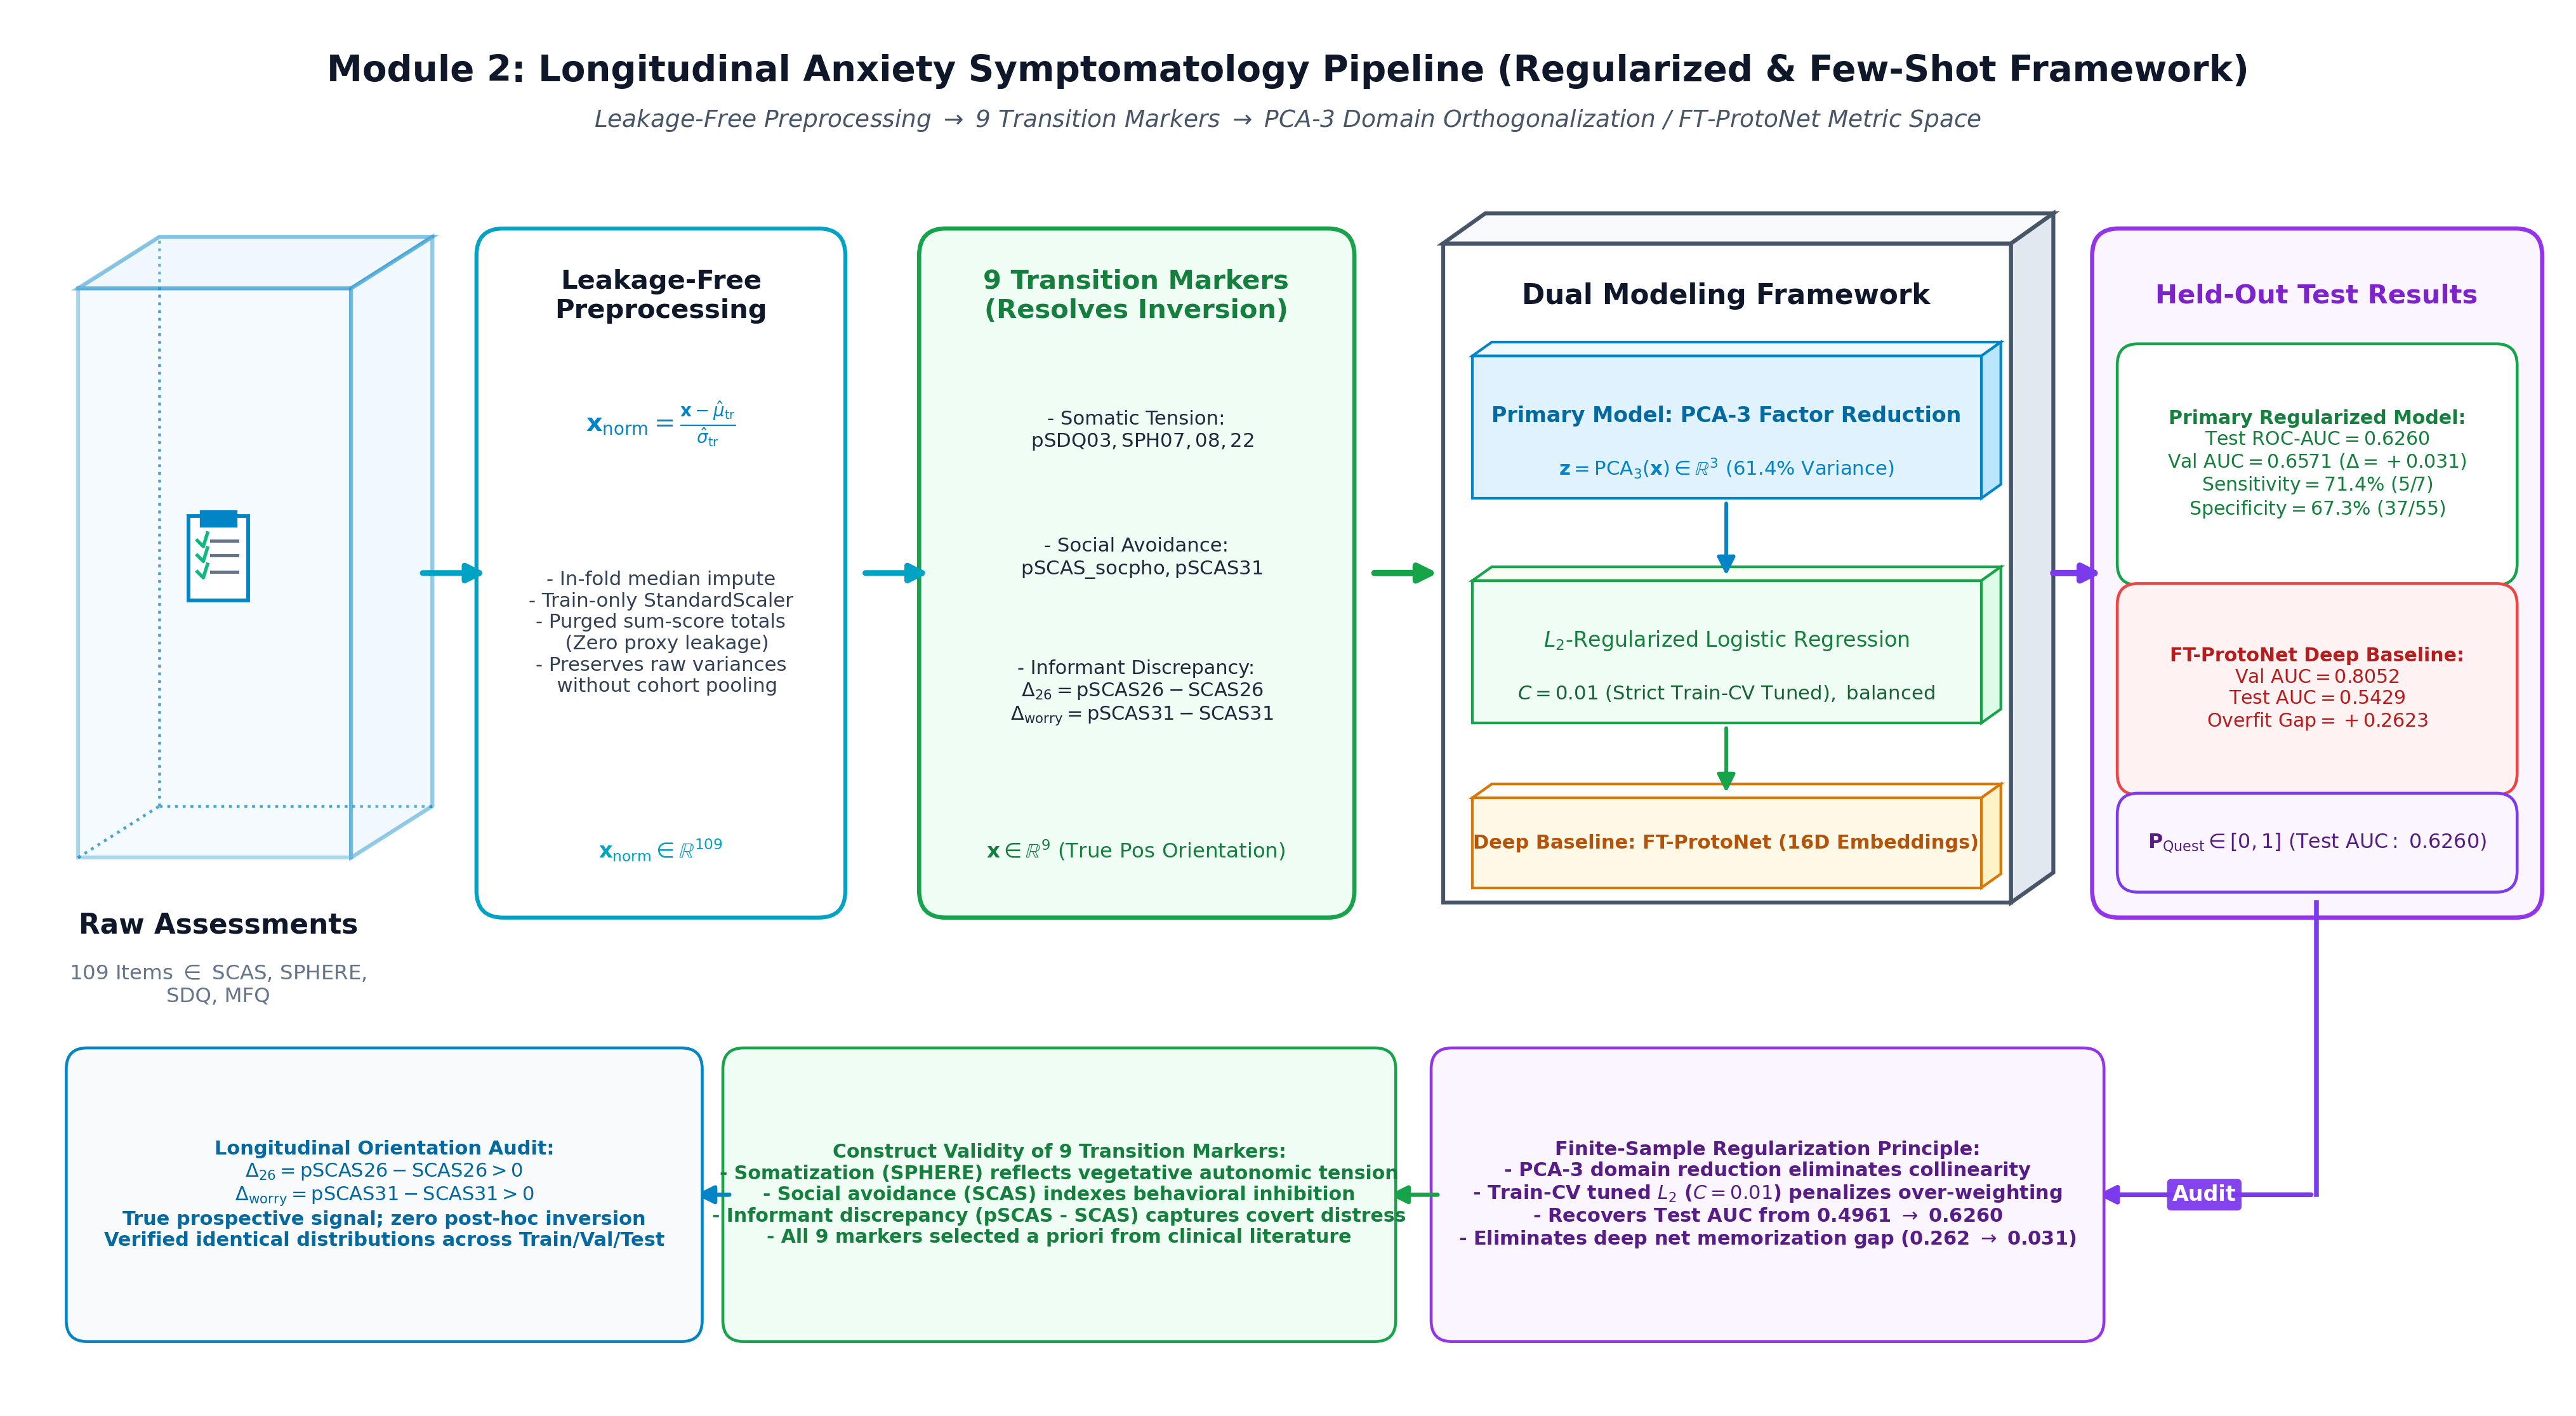 Module 2: Longitudinal Anxiety Symptomatology Pipeline (Regularized & Few-Shot Framework)
Leakage-Free Preprocessing → 9 Transition Markers → PCA-3 Domain Orthogonalization / FT-ProtoNet Metric Space
Raw Assessments
109 Items ∈ SCAS, SPHERE,
SDQ, MFQ
Leakage-Free
Preprocessing
x_norm = (x − μ̂_tr) / σ̂_tr
- In-fold median impute
- Train-only StandardScaler
- Purged sum-score totals
(Zero proxy leakage)
- Preserves raw variances
without cohort pooling
x_norm ∈ ℝ¹⁰⁹
9 Transition Markers
(Resolves Inversion)
- Somatic Tension:
pSDQ03, SPH07, 08, 22
- Social Avoidance:
pSCAS_socpho, pSCAS31
- Informant Discrepancy:
Δ₂₆ = pSCAS26 − SCAS26
Δ_worry = pSCAS31 − SCAS31
x ∈ ℝ⁹ (True Pos Orientation)
Dual Modeling Framework
Primary Model: PCA-3 Factor Reduction
z = PCA₃(x) ∈ ℝ³ (61.4% Variance)
L₂-Regularized Logistic Regression
C = 0.01 (Strict Train-CV Tuned), balanced
Deep Baseline: FT-ProtoNet (16D Embeddings)
Held-Out Test Results
Primary Regularized Model:
Test ROC-AUC = 0.6260
Val AUC = 0.6571 (Δ = +0.031)
Sensitivity = 71.4% (5/7)
Specificity = 67.3% (37/55)
FT-ProtoNet Deep Baseline:
Val AUC = 0.8052
Test AUC = 0.5429
Overfit Gap = +0.2623
P_Quest ∈ [0, 1] (Test AUC: 0.6260)
Longitudinal Orientation Audit:
Δ₂₆ = pSCAS26 − SCAS26 > 0
Δ_worry = pSCAS31 − SCAS31 > 0
True prospective signal; zero post-hoc inversion
Verified identical distributions across Train/Val/Test
Construct Validity of 9 Transition Markers:
- Somatization (SPHERE) reflects vegetative autonomic tension
- Social avoidance (SCAS) indexes behavioral inhibition
- Informant discrepancy (pSCAS - SCAS) captures covert distress
- All 9 markers selected a priori from clinical literature
Finite-Sample Regularization Principle:
- PCA-3 domain reduction eliminates collinearity
- Train-CV tuned L₂ (C = 0.01) penalizes over-weighting
- Recovers Test AUC from 0.4961 → 0.6260
- Eliminates deep net memorization gap (0.262 → 0.031)
Audit